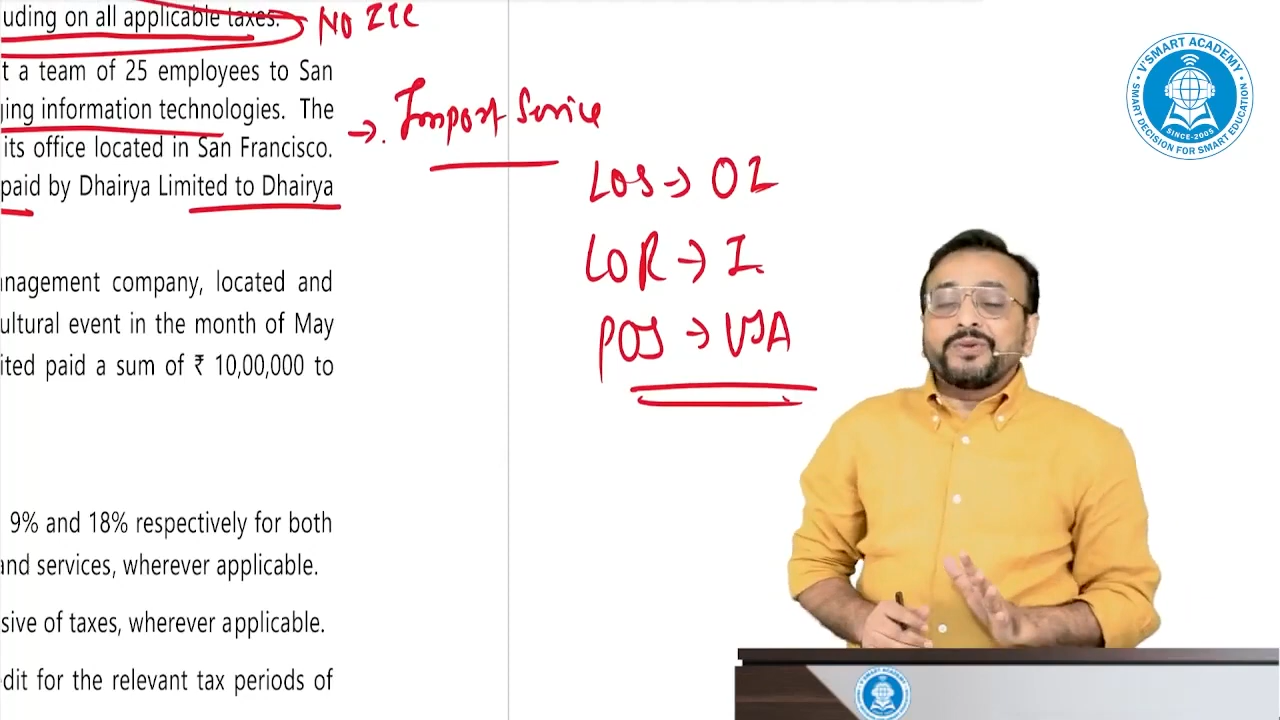 luding on all applicable taxes.
NO ITC
t a team of 25 employees to San
ging information technologies. The
its office located in San Francisco.
paid by Dhairya Limited to Dhairya
→ Import Service
LOS → OI
LOR → I
POS → USA
anagement company, located and
ultural event in the month of May
ited paid a sum of ₹ 10,00,000 to
9% and 18% respectively for both
and services, wherever applicable.
sive of taxes, wherever applicable.
dit for the relevant tax periods of
V'SMART ACADEMY
SMART DECISION FOR SMART EDUCATION
SINCE-2005